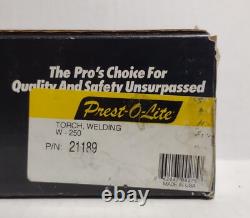 The Pro's Choice For
Quality And Safety Unsurpassed
Prest-O-Lite
TORCH, WELDING
W - 250
P/N: 21189
MADE IN USA